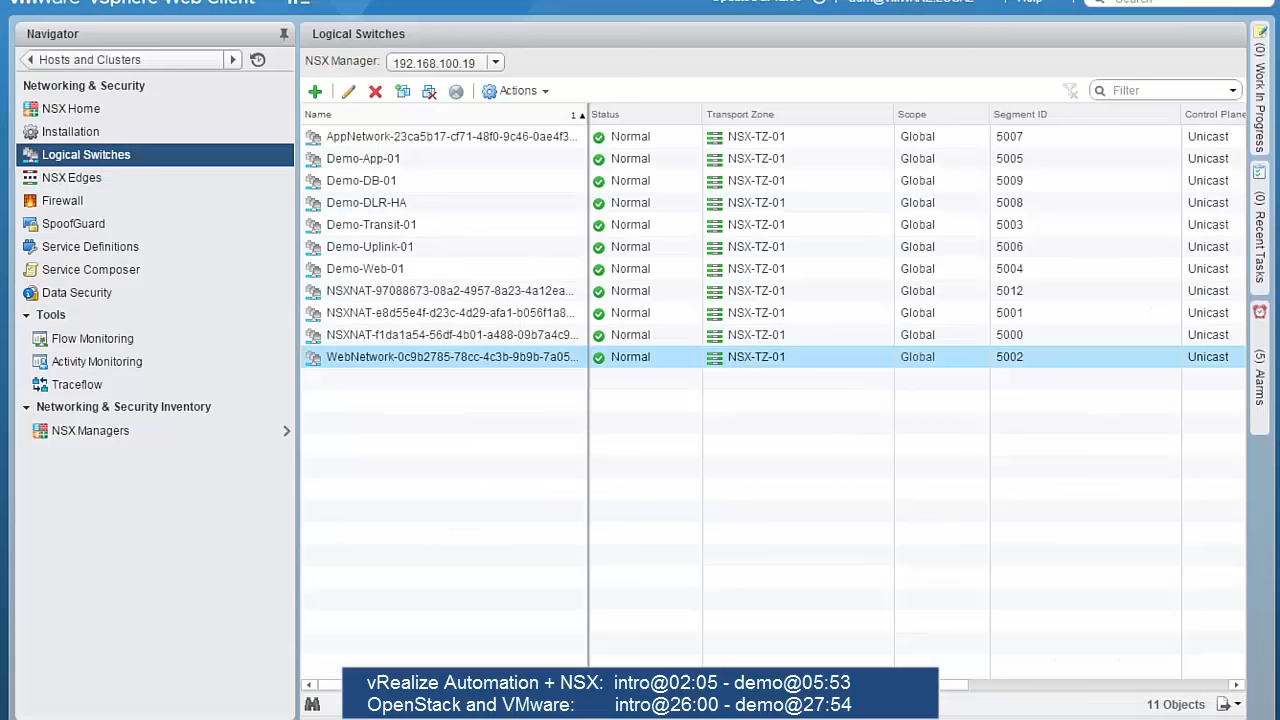 vmware vSphere Web Client
Help
Search
Navigator
Hosts and Clusters
Networking & Security
NSX Home
Installation
Logical Switches
NSX Edges
Firewall
SpoofGuard
Service Definitions
Service Composer
Data Security
Tools
Flow Monitoring
Activity Monitoring
Traceflow
Networking & Security Inventory
NSX Managers
Logical Switches
NSX Manager: 192.168.100.19
Actions
Filter
Name 1 Status Transport Zone Scope Segment ID Control Plane
AppNetwork-23ca5b17-cf71-48f0-9c46-0ae4f3... Normal NSX-TZ-01 Global 5007 Unicast
Demo-App-01 Normal NSX-TZ-01 Global 5005 Unicast
Demo-DB-01 Normal NSX-TZ-01 Global 5009 Unicast
Demo-DLR-HA Normal NSX-TZ-01 Global 5008 Unicast
Demo-Transit-01 Normal NSX-TZ-01 Global 5003 Unicast
Demo-Uplink-01 Normal NSX-TZ-01 Global 5006 Unicast
Demo-Web-01 Normal NSX-TZ-01 Global 5004 Unicast
NSXNAT-97088673-08a2-4957-8a23-4a12ea... Normal NSX-TZ-01 Global 5012 Unicast
NSXNAT-e8d55e4f-d23c-4d29-afa1-b056f1a8... Normal NSX-TZ-01 Global 5001 Unicast
NSXNAT-f1da1a54-56df-4b01-a488-09b7a4c9... Normal NSX-TZ-01 Global 5000 Unicast
WebNetwork-0c9b2785-78cc-4c3b-9b9b-7a05... Normal NSX-TZ-01 Global 5002 Unicast
11 Objects
(0) Work In Progress
(0) Recent Tasks
(5) Alarms
vRealize Automation + NSX: intro@02:05 - demo@05:53
OpenStack and VMware: intro@26:00 - demo@27:54